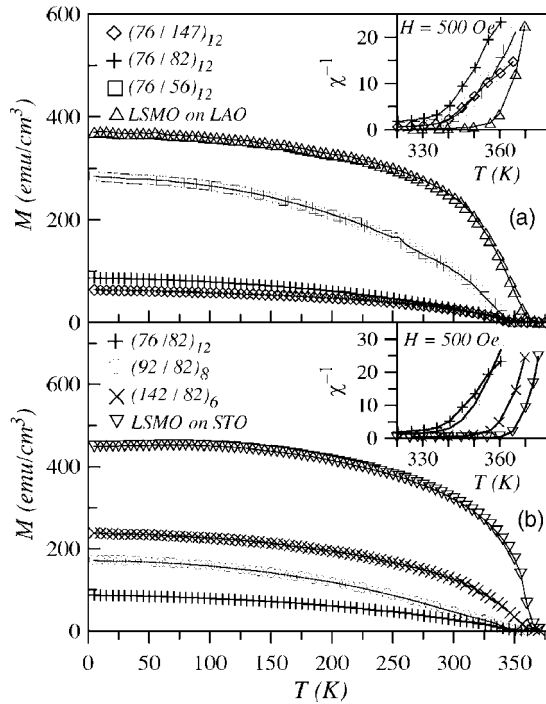 (76 / 147)₁₂
(76 / 82)₁₂
(76 / 56)₁₂
LSMO on LAO
H = 500 Oe
χ⁻¹
20
10
0
330
360
T (K)
600
400
200
0
M (emu/cm³)
(a)
(76/82)₁₂
(92 / 82)₈
(142 / 82)₆
LSMO on STO
H = 500 Oe
χ⁻¹
30
20
10
0
330
360
T (K)
600
400
200
0
M (emu/cm³)
(b)
0 50 100 150 200 250 300 350
T (K)